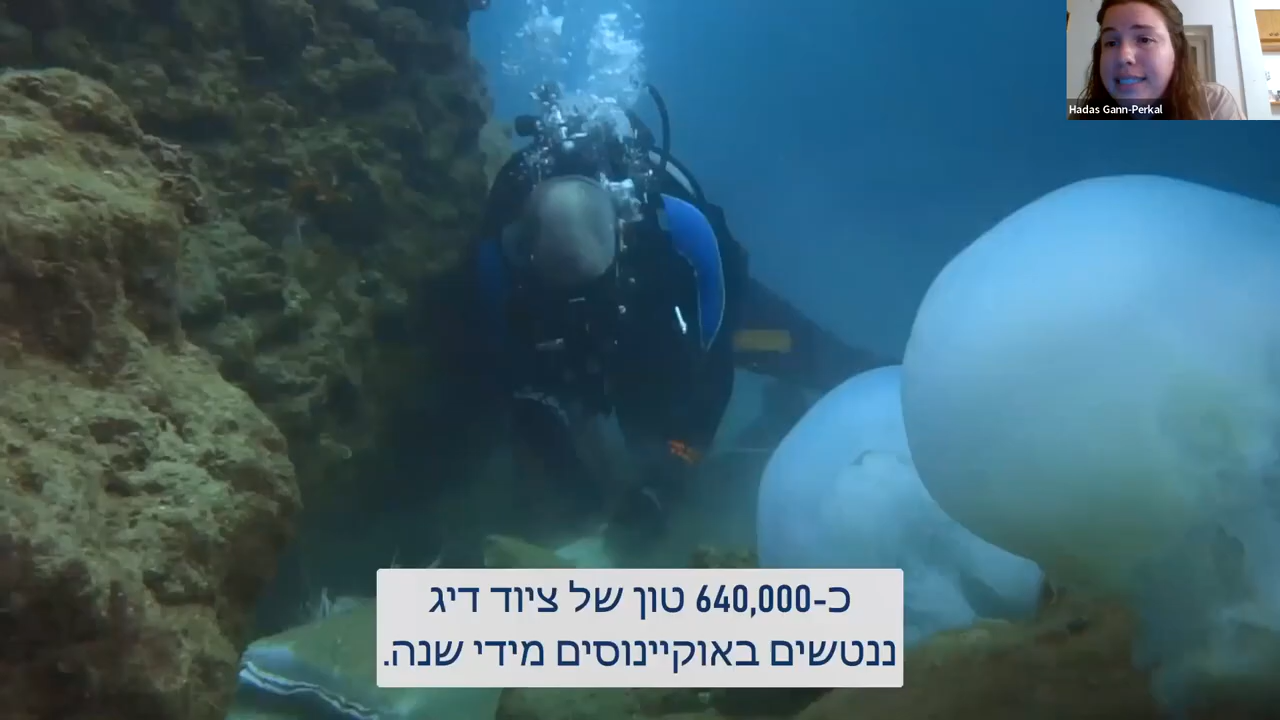 Hadas Gann-Perkal
כ-640,000 טון של ציוד דיג
ננטשים באוקיינוסים מידי שנה.